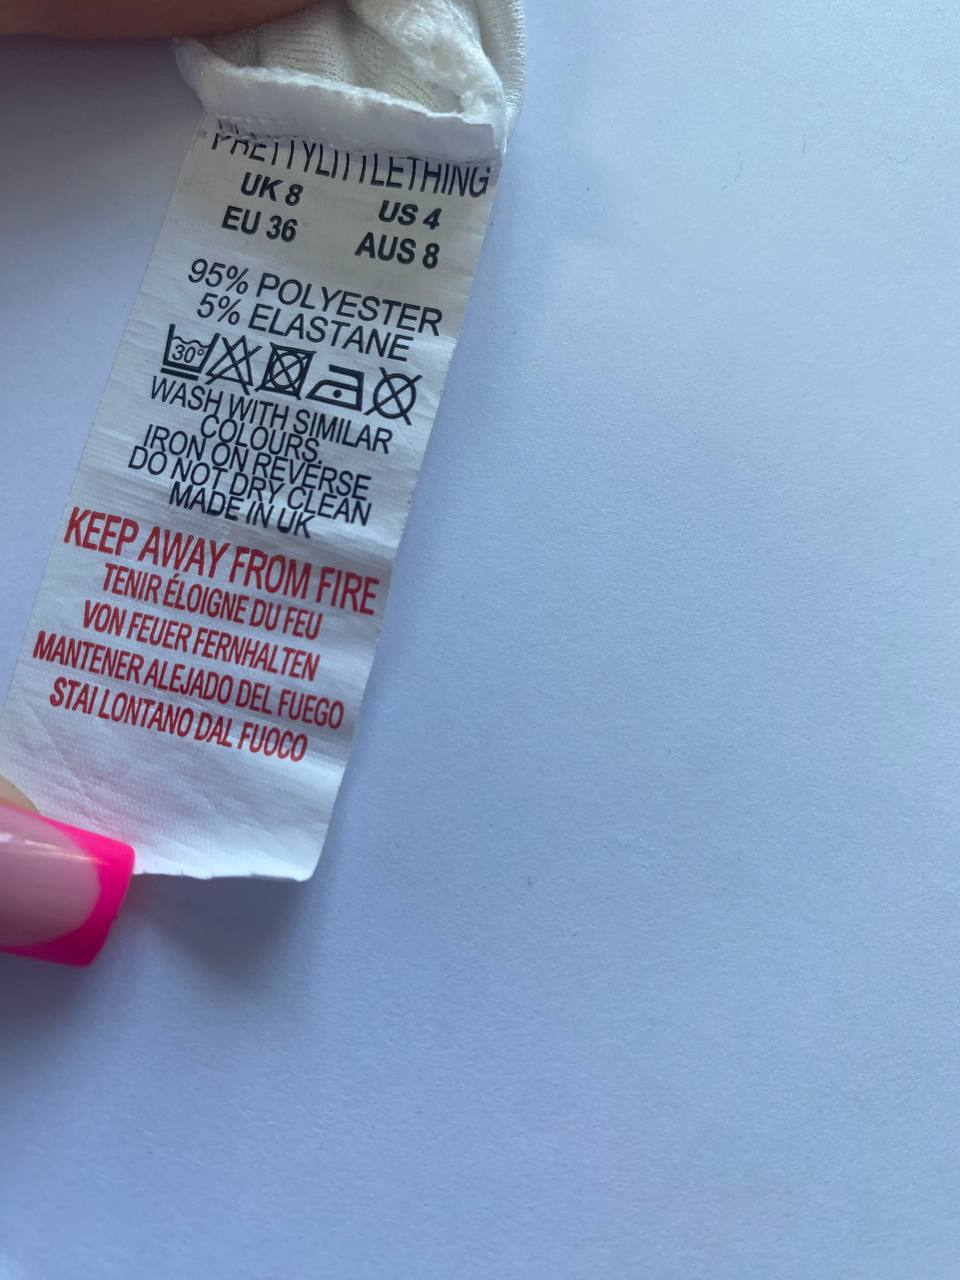 PRETTYLITTLETHING
UK 8 US 4
EU 36 AUS 8
95% POLYESTER
5% ELASTANE
30°
WASH WITH SIMILAR
COLOURS.
IRON ON REVERSE
DO NOT DRY CLEAN
MADE IN UK
KEEP AWAY FROM FIRE
TENIR ÉLOIGNE DU FEU
VON FEUER FERNHALTEN
MANTENER ALEJADO DEL FUEGO
STAI LONTANO DAL FUOCO